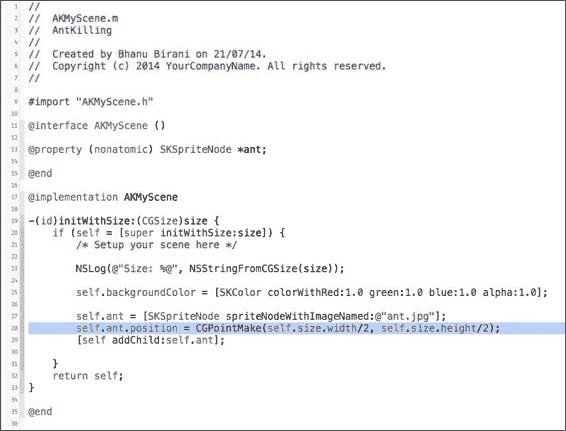 1 //
2 //  AKMyScene.m
3 //  AntKilling
4 //
5 //  Created by Bhanu Birani on 21/07/14.
6 //  Copyright (c) 2014 YourCompanyName. All rights reserved.
7 //
8
9 #import "AKMyScene.h"
10
11 @interface AKMyScene ()
12
13 @property (nonatomic) SKSpriteNode *ant;
14
15 @end
16
17 @implementation AKMyScene
18
19 -(id)initWithSize:(CGSize)size {
20     if (self = [super initWithSize:size]) {
21         /* Setup your scene here */
22
23         NSLog(@"Size: %@", NSStringFromCGSize(size));
24
25         self.backgroundColor = [SKColor colorWithRed:1.0 green:1.0 blue:1.0 alpha:1.0];
26
27         self.ant = [SKSpriteNode spriteNodeWithImageNamed:@"ant.jpg"];
28         self.ant.position = CGPointMake(self.size.width/2, self.size.height/2);
29         [self addChild:self.ant];
30
31     }
32     return self;
33 }
34
35 @end
36